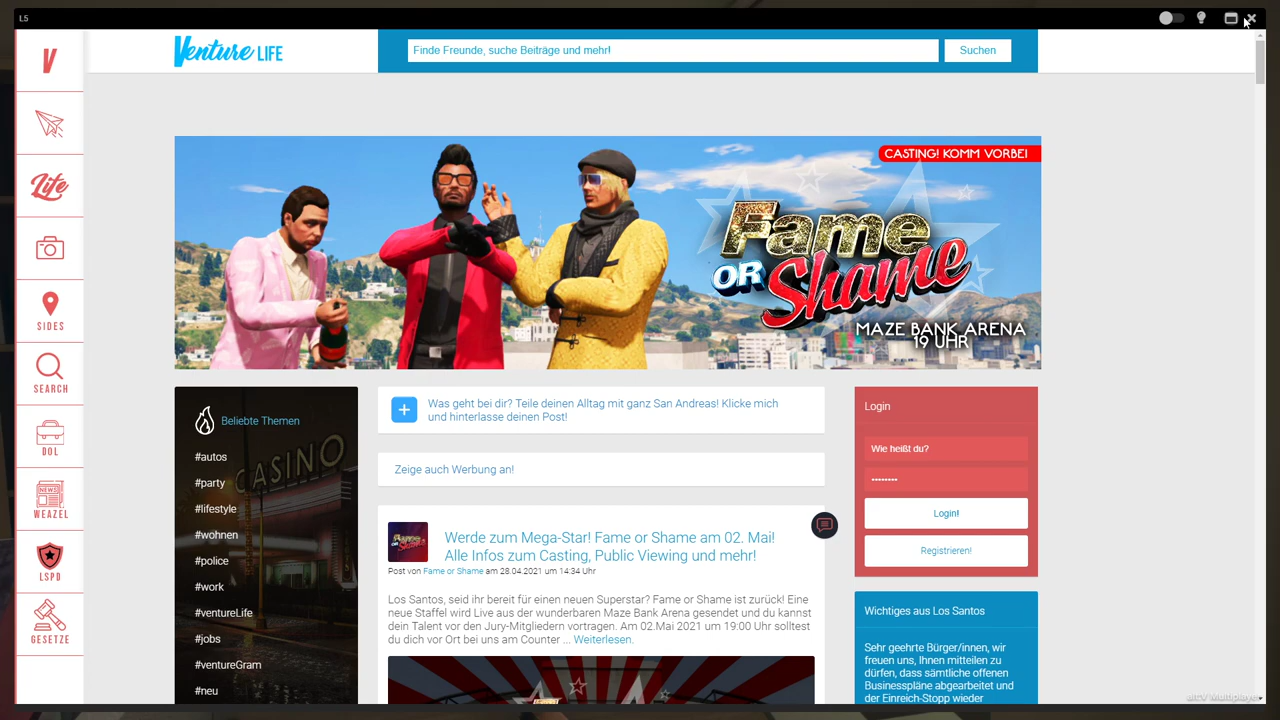 L5
V
Venture LIFE
Finde Freunde, suche Beiträge und mehr!
Suchen
Life
SIDES
SEARCH
DOL
NEWS
WEAZEL
LSPD
GESETZE
CASTING! KOMM VORBEI
Fame
OR Shame
MAZE BANK ARENA
19 UHR
CASINO
Beliebte Themen
#autos
#party
#lifestyle
#wohnen
#police
#work
#ventureLife
#jobs
#ventureGram
#neu
Was geht bei dir? Teile deinen Alltag mit ganz San Andreas! Klicke mich
und hinterlasse deinen Post!
Zeige auch Werbung an!
Fame
OR Shame
Werde zum Mega-Star! Fame or Shame am 02. Mai!
Alle Infos zum Casting, Public Viewing und mehr!
Post von Fame or Shame am 28.04.2021 um 14:34 Uhr
Los Santos, seid ihr bereit für einen neuen Superstar? Fame or Shame ist zurück! Eine
neue Staffel wird Live aus der wunderbaren Maze Bank Arena gesendet und du kannst
dein Talent vor den Jury-Mitgliedern vortragen. Am 02.Mai 2021 um 19:00 Uhr solltest
du dich vor Ort bei uns am Counter ... Weiterlesen.
Login
Wie heißt du?
••••••••
Login!
Registrieren!
Wichtiges aus Los Santos
Sehr geehrte Bürger/innen, wir
freuen uns, Ihnen mitteilen zu
dürfen, dass sämtliche offenen
Businesspläne abgearbeitet und
der Einreich-Stopp wieder
alt:V Multiplayer